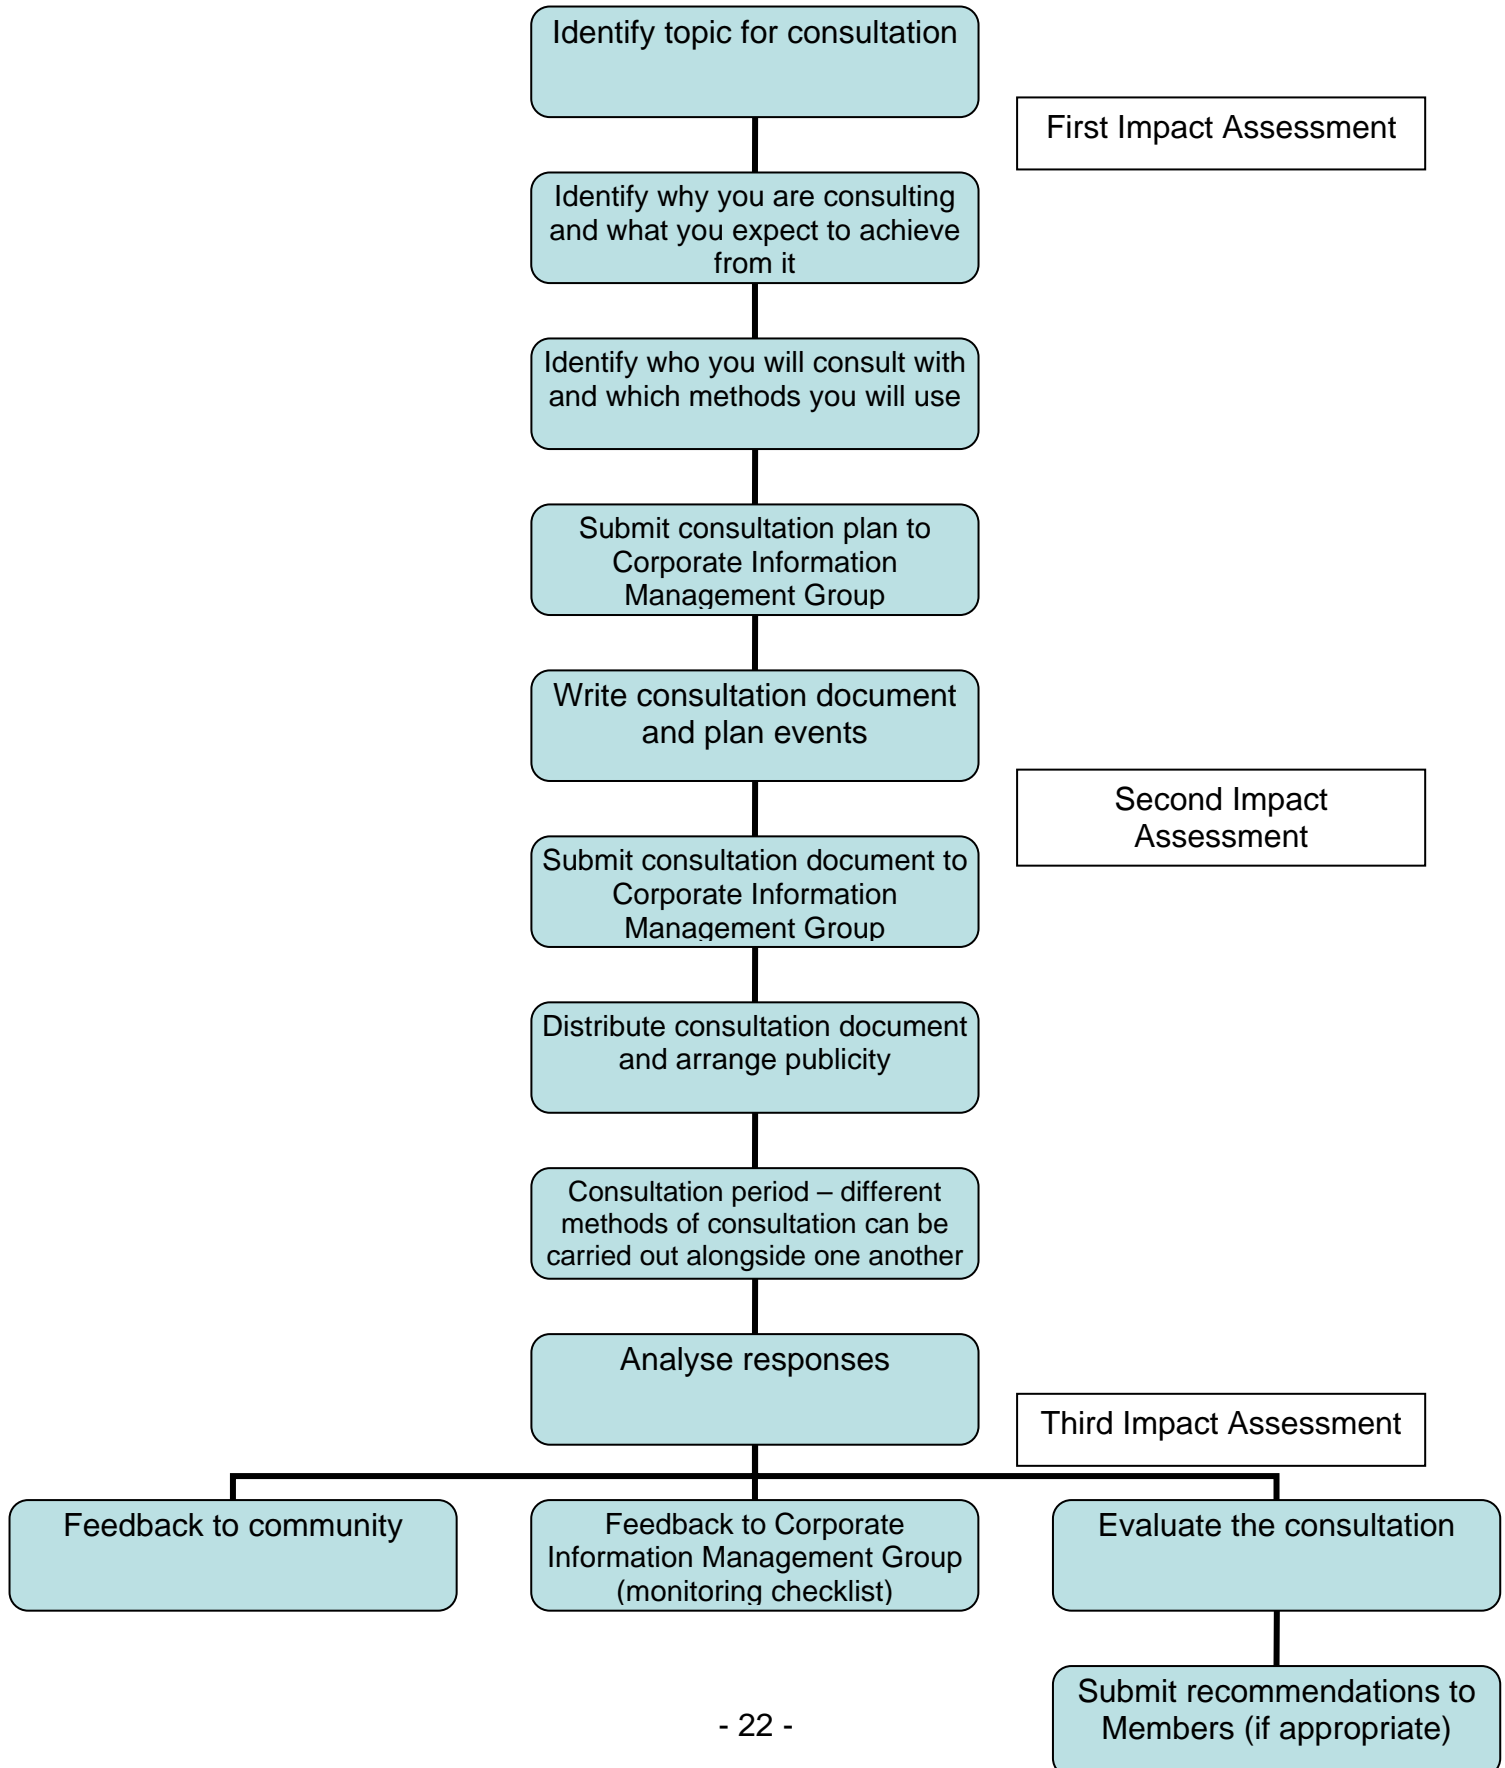 Identify topic for consultation
First Impact Assessment
Identify why you are consulting
and what you expect to achieve
from it
Identify who you will consult with
and which methods you will use
Submit consultation plan to
Corporate Information
Management Group
Write consultation document
and plan events
Second Impact
Assessment
Submit consultation document to
Corporate Information
Management Group
Distribute consultation document
and arrange publicity
Consultation period – different
methods of consultation can be
carried out alongside one another
Analyse responses
Third Impact Assessment
Feedback to community
Feedback to Corporate
Information Management Group
(monitoring checklist)
Evaluate the consultation
Submit recommendations to
Members (if appropriate)
- 22 -